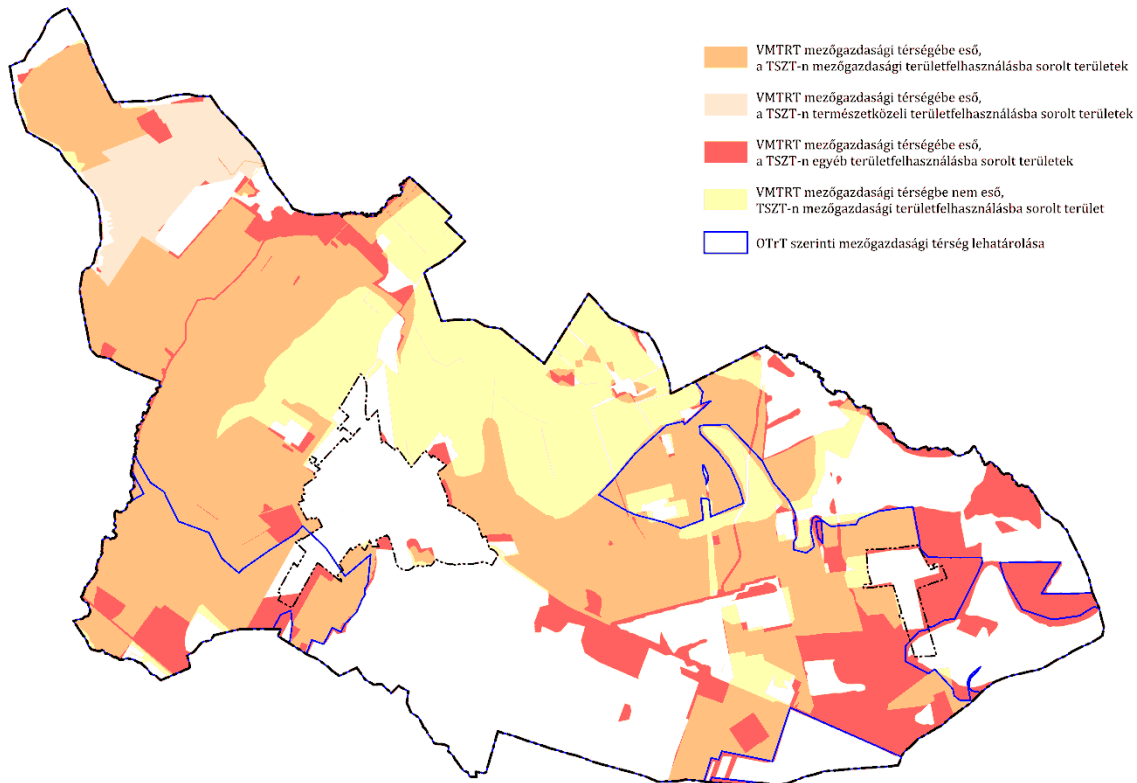 VMTRT mezőgazdasági térségébe eső,
a TSZT-n mezőgazdasági területfelhasználásba sorolt területek
VMTRT mezőgazdasági térségébe eső,
a TSZT-n természetközeli területfelhasználásba sorolt területek
VMTRT mezőgazdasági térségébe eső,
a TSZT-n egyéb területfelhasználásba sorolt területek
VMTRT mezőgazdasági térségbe nem eső,
TSZT-n mezőgazdasági területfelhasználásba sorolt terület
OTrT szerinti mezőgazdasági térség lehatárolása